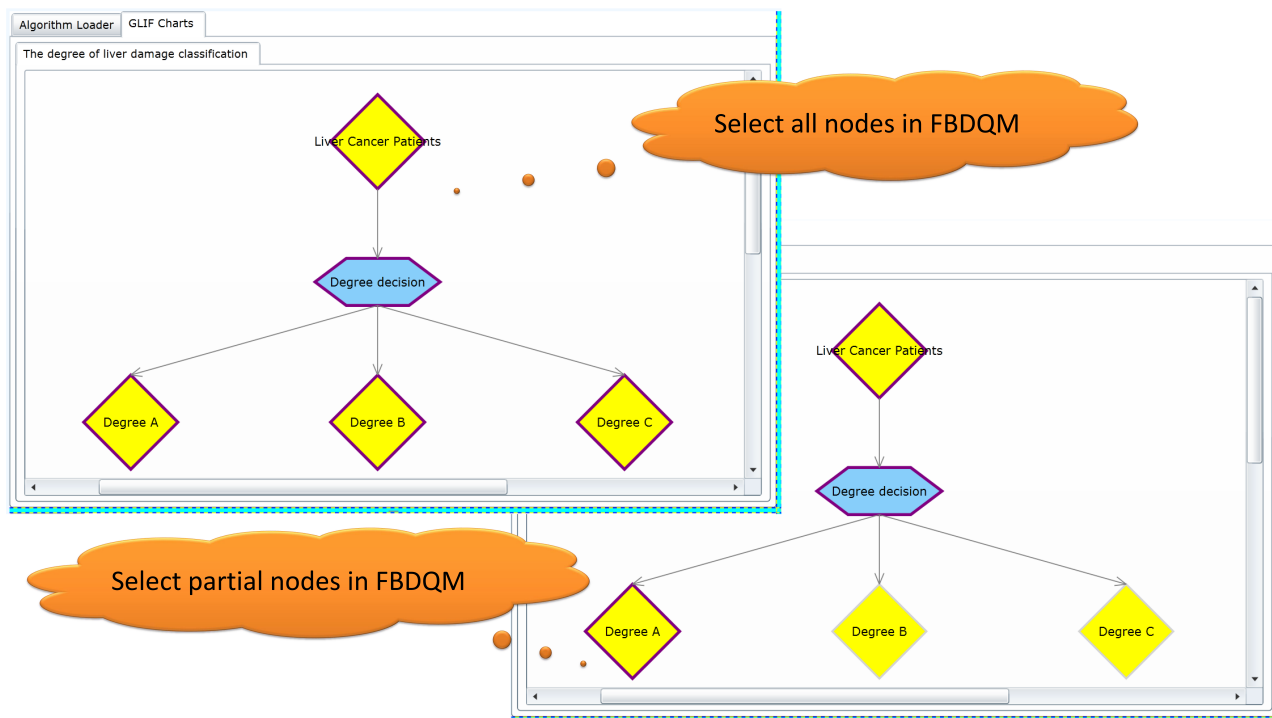 Algorithm Loader
GLIF Charts
The degree of liver damage classification
Liver Cancer Patients
Degree decision
Degree A
Degree B
Degree C
Select all nodes in FBDQM
Liver Cancer Patients
Degree decision
Degree A
Degree B
Degree C
Select partial nodes in FBDQM